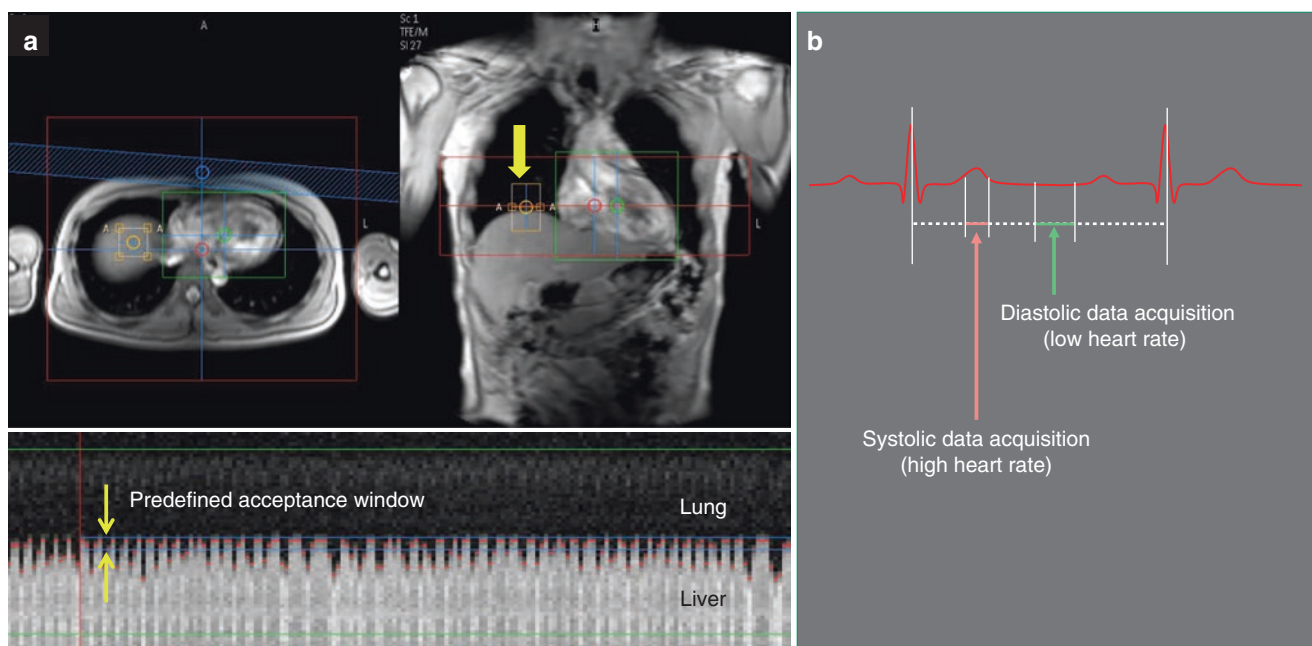 a
A
Sc 1
TFE/M
SI 27
H
A A
L
A A
L
Predefined acceptance window
Lung
Liver
b
Diastolic data acquisition
(low heart rate)
Systolic data acquisition
(high heart rate)